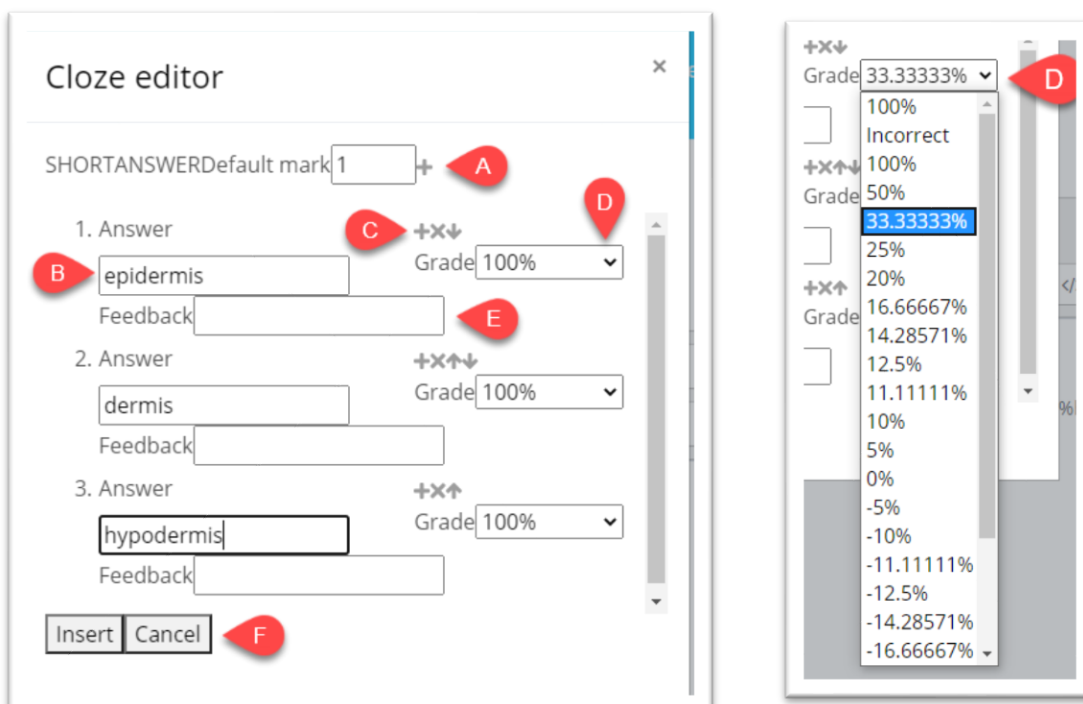 Cloze editor
×
SHORTANSWERDefault mark 1 + A
1. Answer C +×↓ D
B epidermis Grade 100%
Feedback E
2. Answer +×↑↓
dermis Grade 100%
Feedback
3. Answer +×↑
hypodermis Grade 100%
Feedback
Insert Cancel F
+×↓
Grade 33.33333% D
100%
Incorrect
100%
+×↑↓
50%
Grade
33.33333%
25%
20%
+×↑
16.66667%
Grade
14.28571%
12.5%
11.11111%
10%
5%
0%
-5%
-10%
-11.11111%
-12.5%
-14.28571%
-16.66667%
</
%